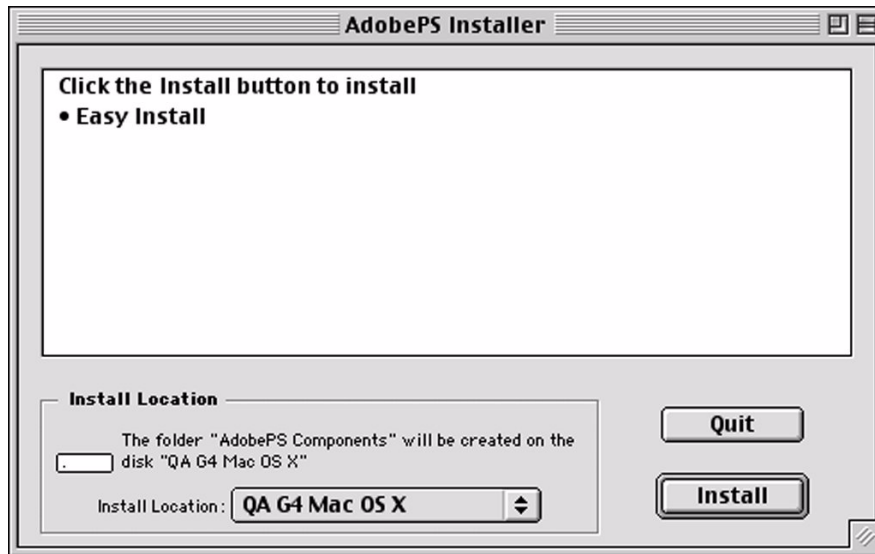 AdobePS Installer
Click the Install button to install
• Easy Install
Install Location
The folder "AdobePS Components" will be created on the
disk "QA G4 Mac OS X"
Install Location: QA G4 Mac OS X
Quit
Install